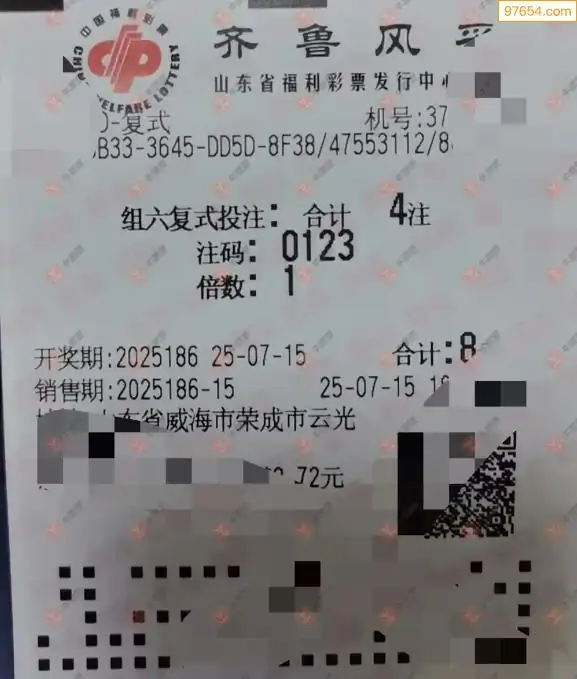 97654.com
中国福利彩票
CHINA WELFARE LOTTERY
齐鲁风
山东省福利彩票发行中心
-复式 机号:37
B33-3645-DD5D-8F38/47553112/8
组六复式投注: 合计 4注
注码: 0123
倍数: 1
开奖期:2025186 25-07-15 合计:8
销售期:2025186-15 25-07-15
东省威海市荣成市云光
72元